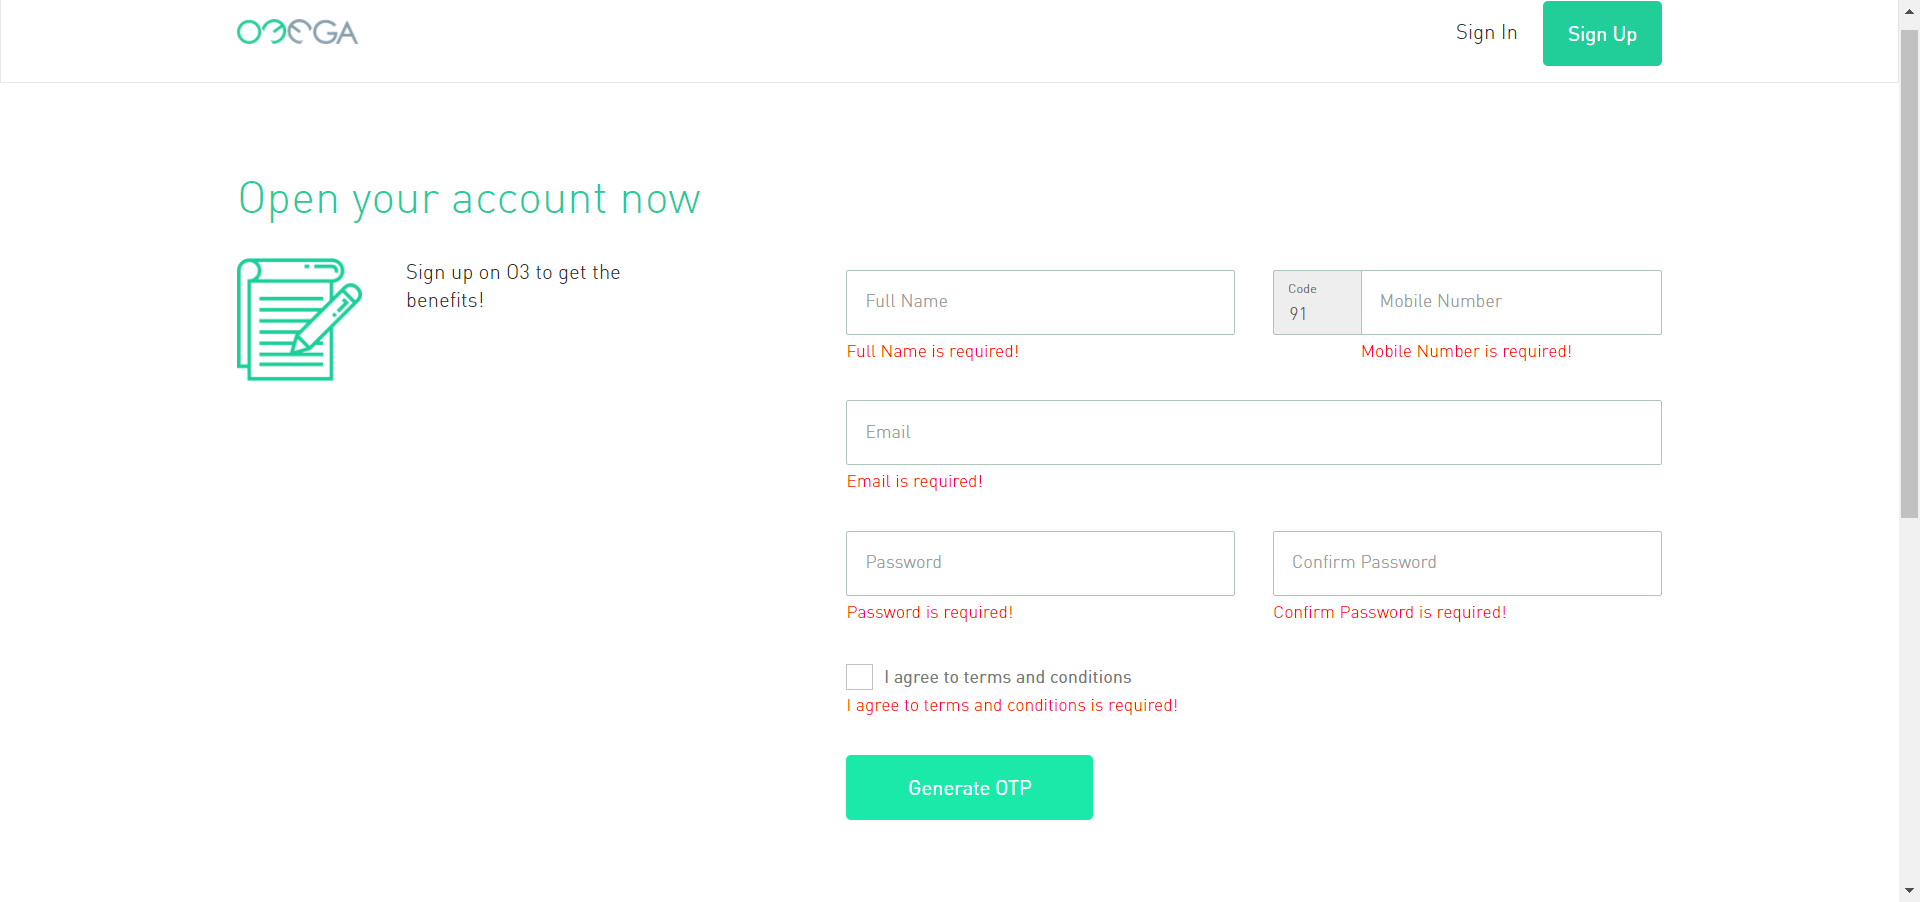 O3EGA
Sign In
Sign Up
Open your account now
Sign up on O3 to get the
benefits!
Full Name
Code
91
Mobile Number
Full Name is required!
Mobile Number is required!
Email
Email is required!
Password
Confirm Password
Password is required!
Confirm Password is required!
I agree to terms and conditions
I agree to terms and conditions is required!
Generate OTP